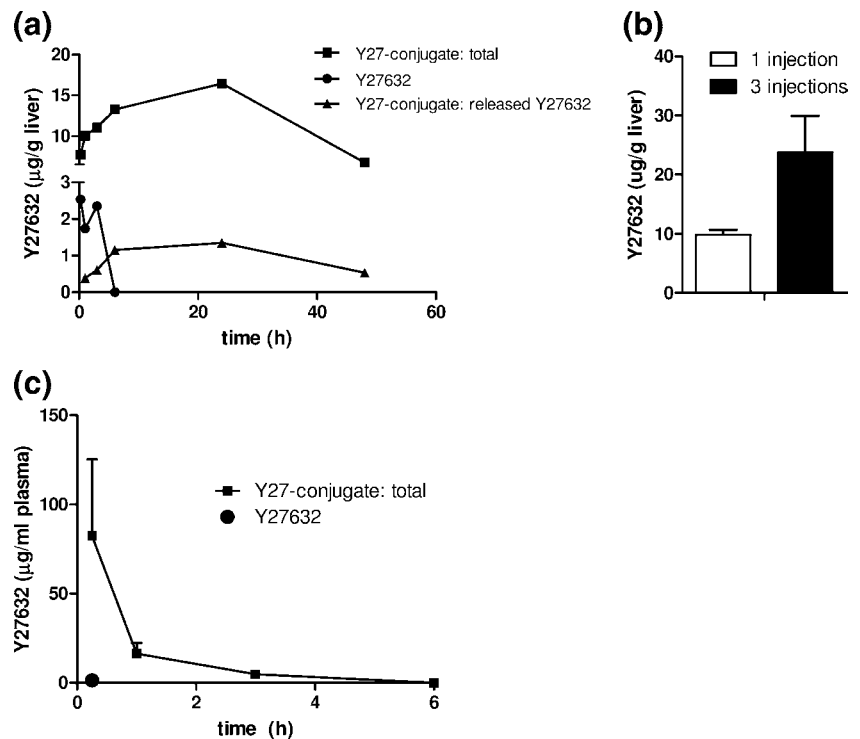 (a)
Y27632 (μg/g liver)
20
15
10
3
2
1
0
0
20
40
60
time (h)
Y27-conjugate: total
Y27632
Y27-conjugate: released Y27632
(b)
Y27632 (ug/g liver)
40
30
20
10
0
1 injection
3 injections
(c)
Y27632 (μg/ml plasma)
150
100
50
0
0
2
4
6
time (h)
Y27-conjugate: total
Y27632